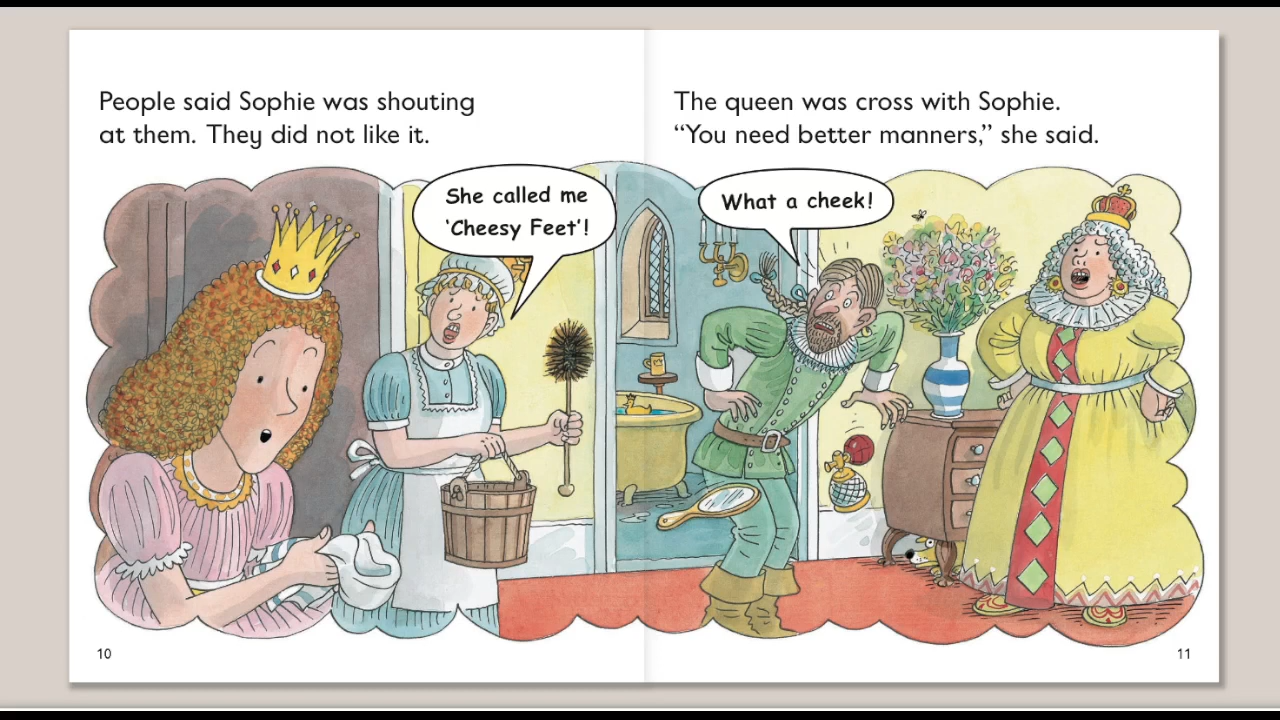 People said Sophie was shouting
at them. They did not like it.
She called me
‘Cheesy Feet’!
10
The queen was cross with Sophie.
“You need better manners,” she said.
What a cheek!
11